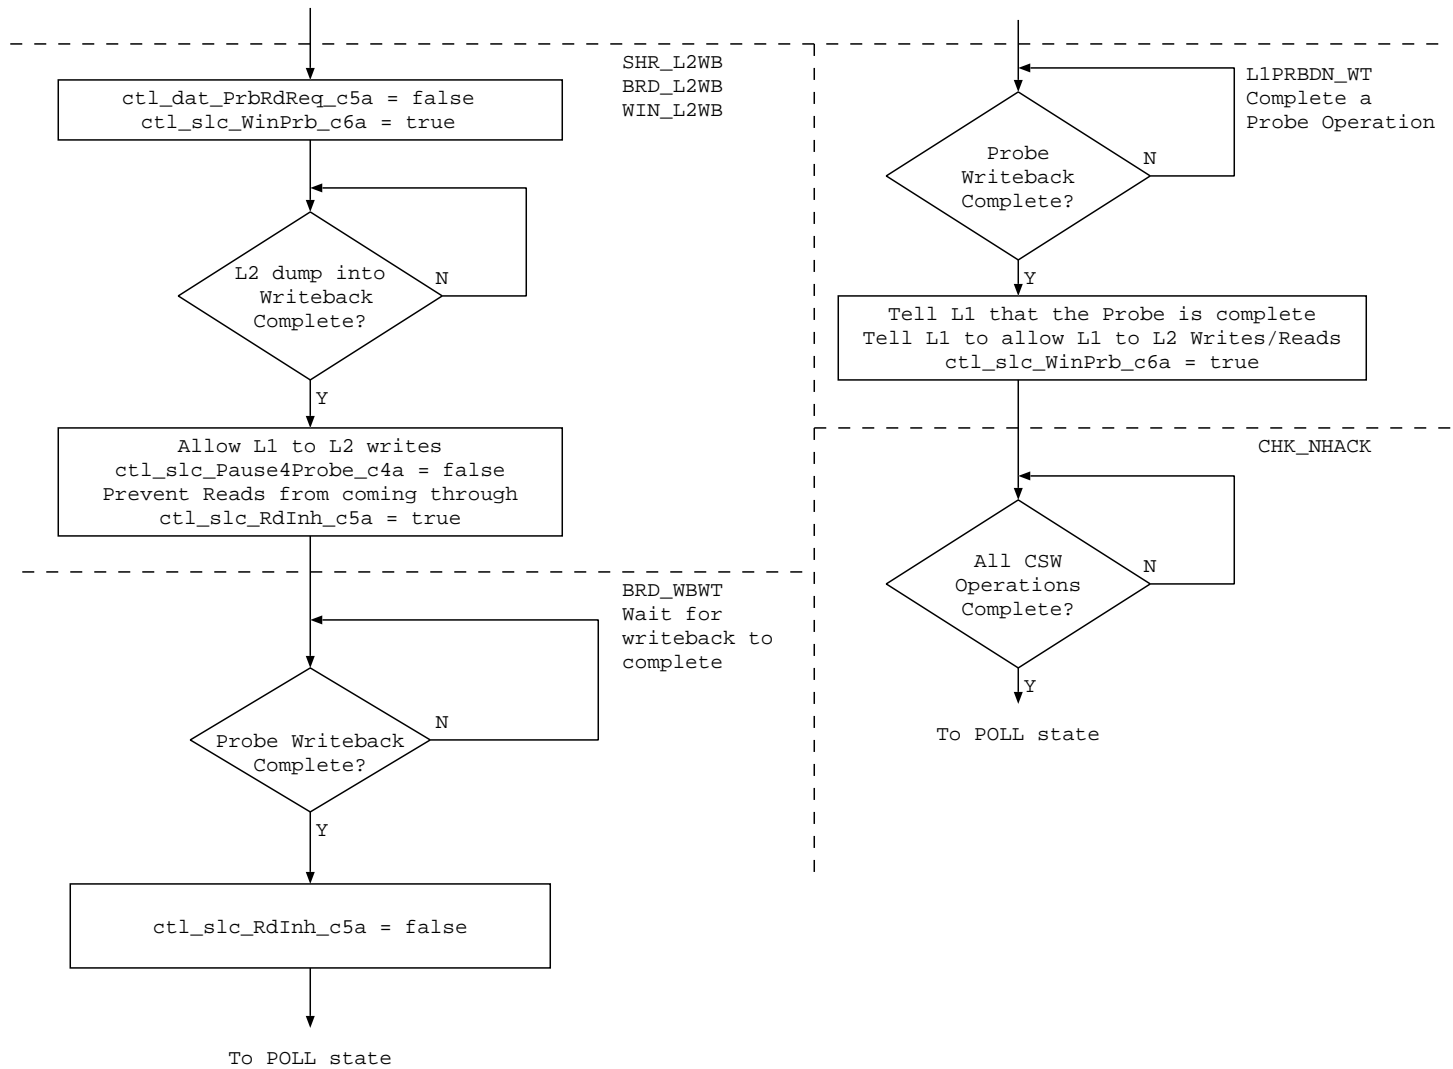 SHR_L2WB
BRD_L2WB
WIN_L2WB
ctl_dat_PrbRdReq_c5a = false
ctl_slc_WinPrb_c6a = true
L2 dump into
Writeback
Complete?
N
Y
Allow L1 to L2 writes
ctl_slc_Pause4Probe_c4a = false
Prevent Reads from coming through
ctl_slc_RdInh_c5a = true
BRD_WBWT
Wait for
writeback to
complete
Probe Writeback
Complete?
N
Y
ctl_slc_RdInh_c5a = false
To POLL state
L1PRBDN_WT
Complete a
Probe Operation
Probe
Writeback
Complete?
N
Y
Tell L1 that the Probe is complete
Tell L1 to allow L1 to L2 Writes/Reads
ctl_slc_WinPrb_c6a = true
CHK_NHACK
All CSW
Operations
Complete?
N
Y
To POLL state